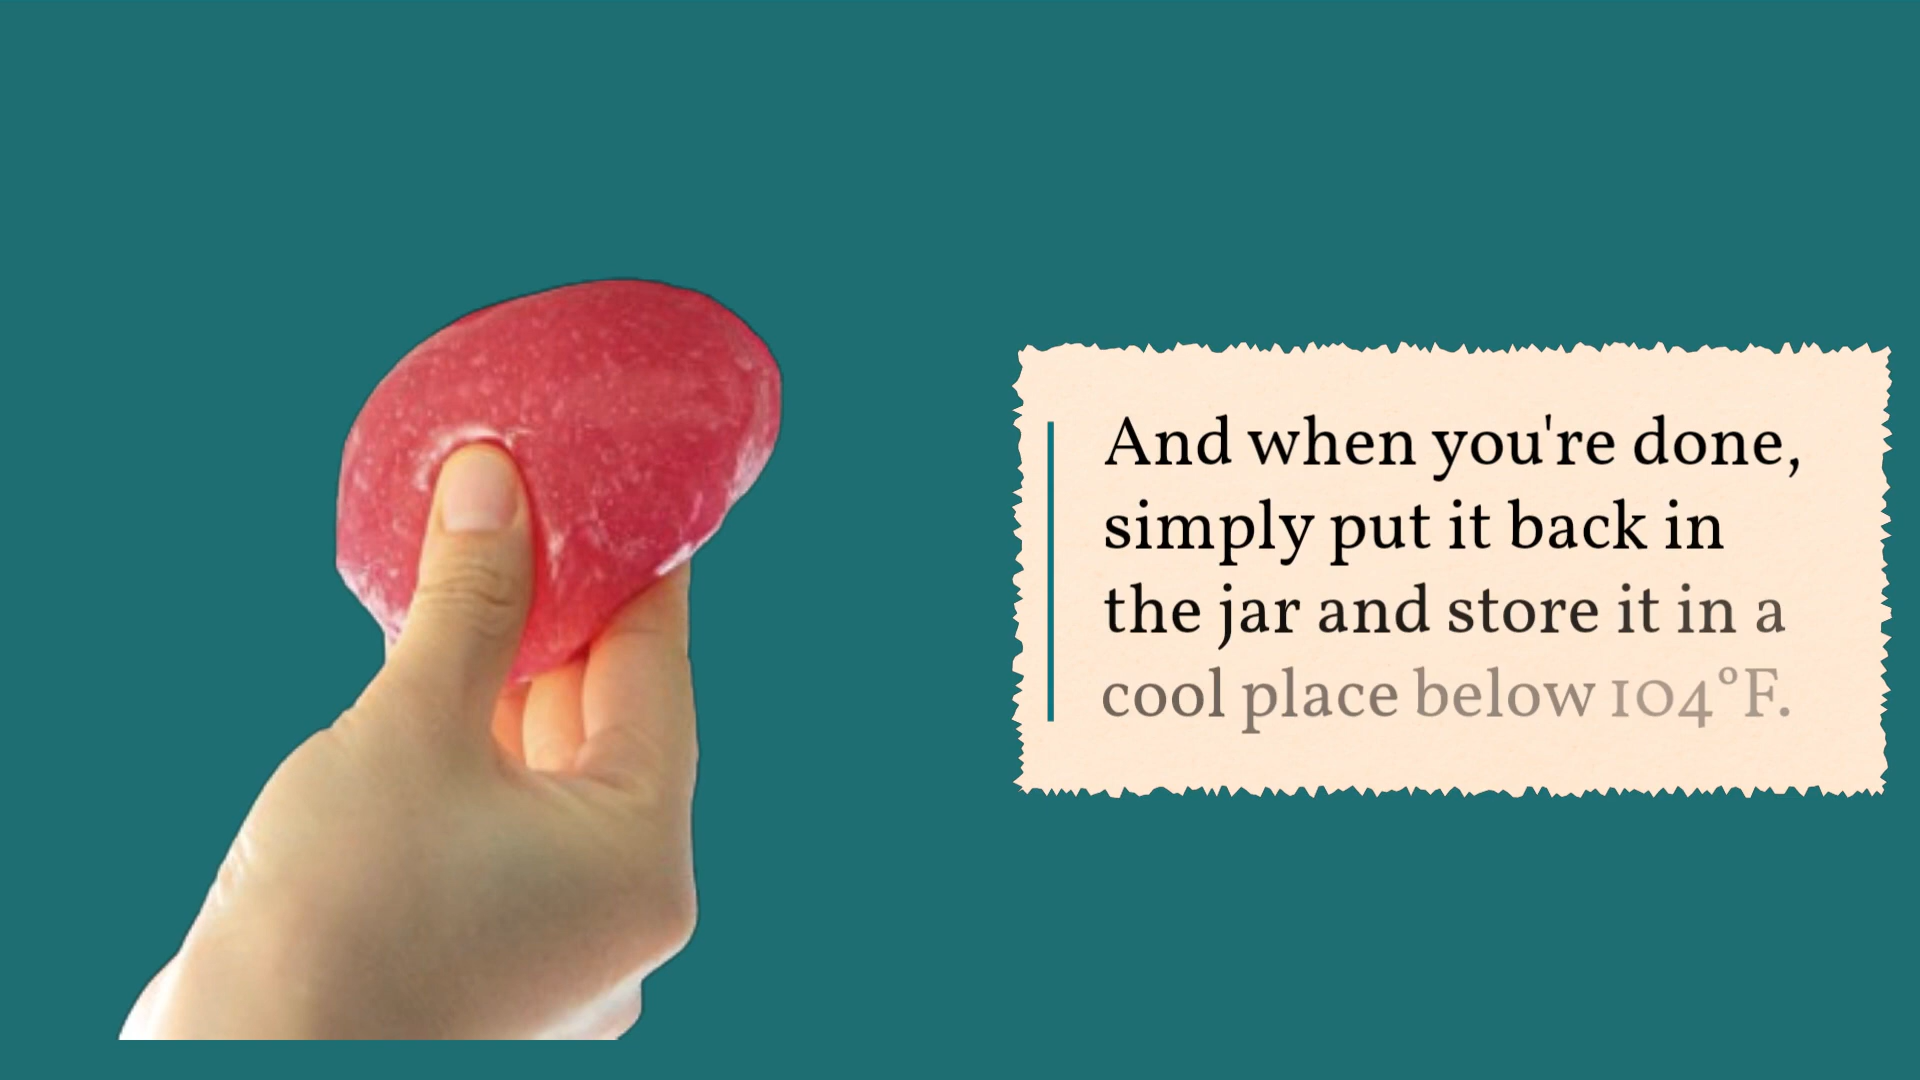 And when you're done,
simply put it back in
the jar and store it in a
cool place below 104°F.